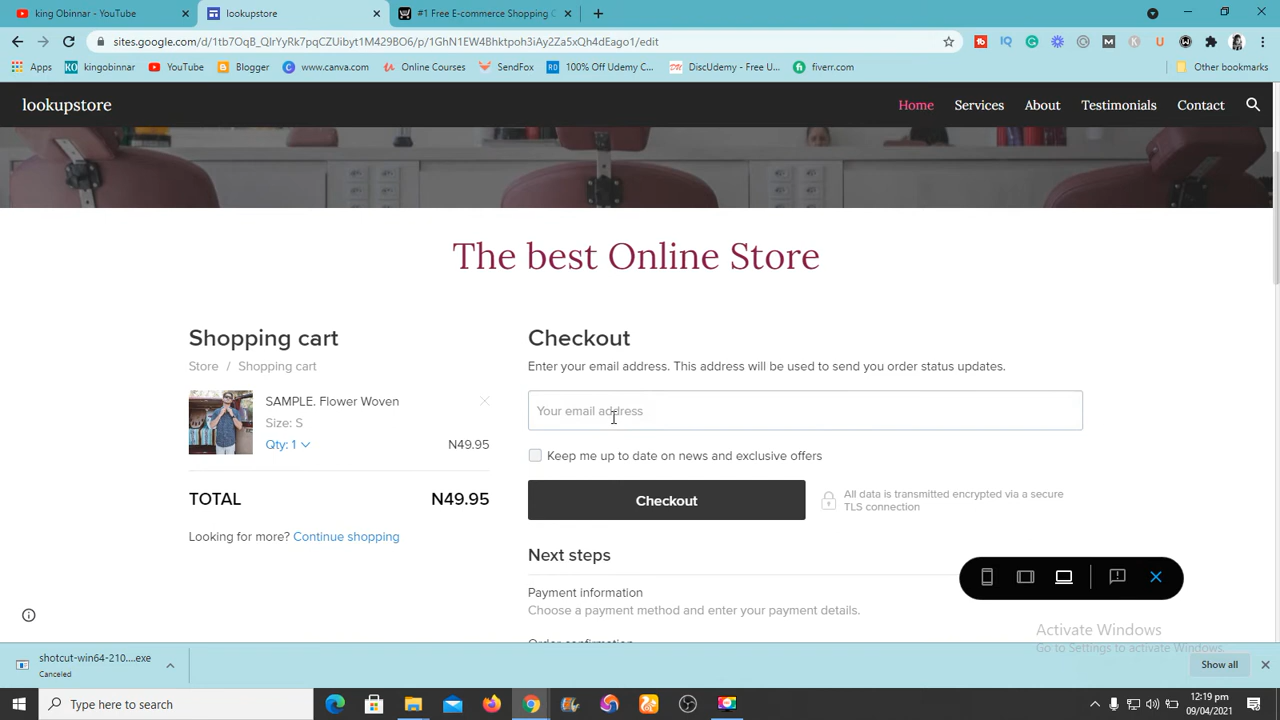 king Obinnar - YouTube
lookupstore
#1 Free E-commerce Shopping C
sites.google.com/d/1tb7OqB_QIrYyRk7pqCZUibyt1M429BO6/p/1GhN1EW4Bhktpoh3iAy2Za5xQh4dEago1/edit
Apps
kingobinnar
YouTube
Blogger
www.canva.com
Online Courses
SendFox
100% Off Udemy C...
DiscUdemy - Free U...
fiverr.com
Other bookmarks
lookupstore
Home
Services
About
Testimonials
Contact
The best Online Store
Shopping cart
Store / Shopping cart
SAMPLE. Flower Woven
Size: S
Qty: 1
N49.95
TOTAL
N49.95
Looking for more? Continue shopping
Checkout
Enter your email address. This address will be used to send you order status updates.
Your email address
Keep me up to date on news and exclusive offers
Checkout
All data is transmitted encrypted via a secure
TLS connection
Next steps
Payment information
Choose a payment method and enter your payment details.
Order confirmation
Activate Windows
Go to Settings to activate Windows.
shotcut-win64-210....exe
Canceled
Show all
Type here to search
12:19 pm
09/04/2021